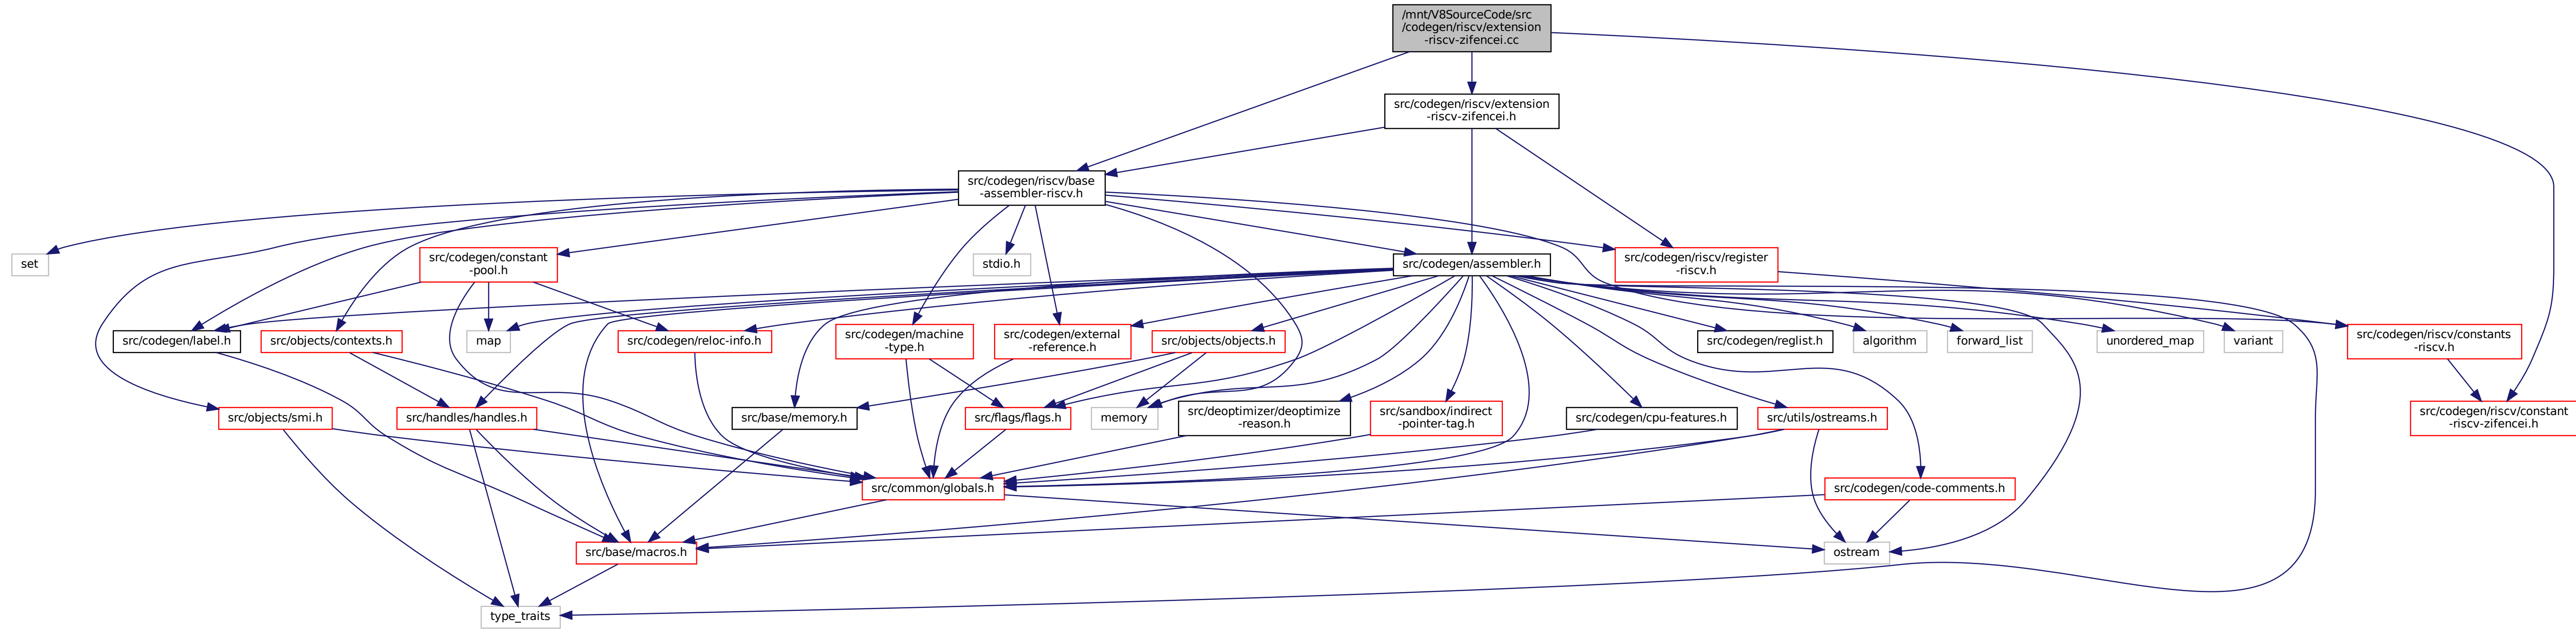 /mnt/V8SourceCode/src
/codegen/riscv/extension
-riscv-zifencei.cc
src/codegen/riscv/extension
-riscv-zifencei.h
src/codegen/riscv/base
-assembler-riscv.h
set
src/codegen/constant
-pool.h
stdio.h
src/codegen/assembler.h
src/codegen/riscv/register
-riscv.h
src/codegen/label.h
src/objects/contexts.h
map
src/codegen/reloc-info.h
src/codegen/machine
-type.h
src/codegen/external
-reference.h
src/objects/objects.h
src/codegen/reglist.h
algorithm
forward_list
unordered_map
variant
src/codegen/riscv/constants
-riscv.h
src/objects/smi.h
src/handles/handles.h
src/base/memory.h
src/flags/flags.h
memory
src/deoptimizer/deoptimize
-reason.h
src/sandbox/indirect
-pointer-tag.h
src/codegen/cpu-features.h
src/utils/ostreams.h
src/codegen/riscv/constant
-riscv-zifencei.h
src/common/globals.h
src/codegen/code-comments.h
src/base/macros.h
ostream
type_traits